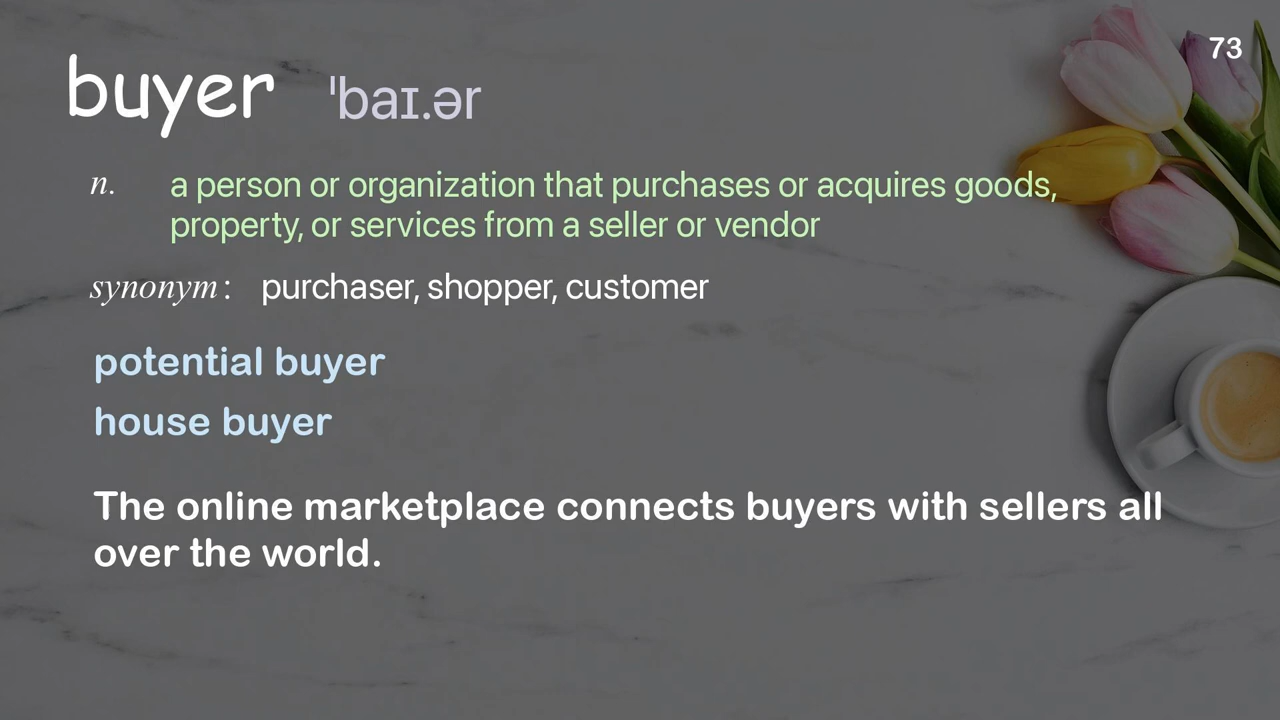 73
buyer ˈbaɪ.ər
n. a person or organization that purchases or acquires goods,
property, or services from a seller or vendor
synonym: purchaser, shopper, customer
potential buyer
house buyer
The online marketplace connects buyers with sellers all
over the world.